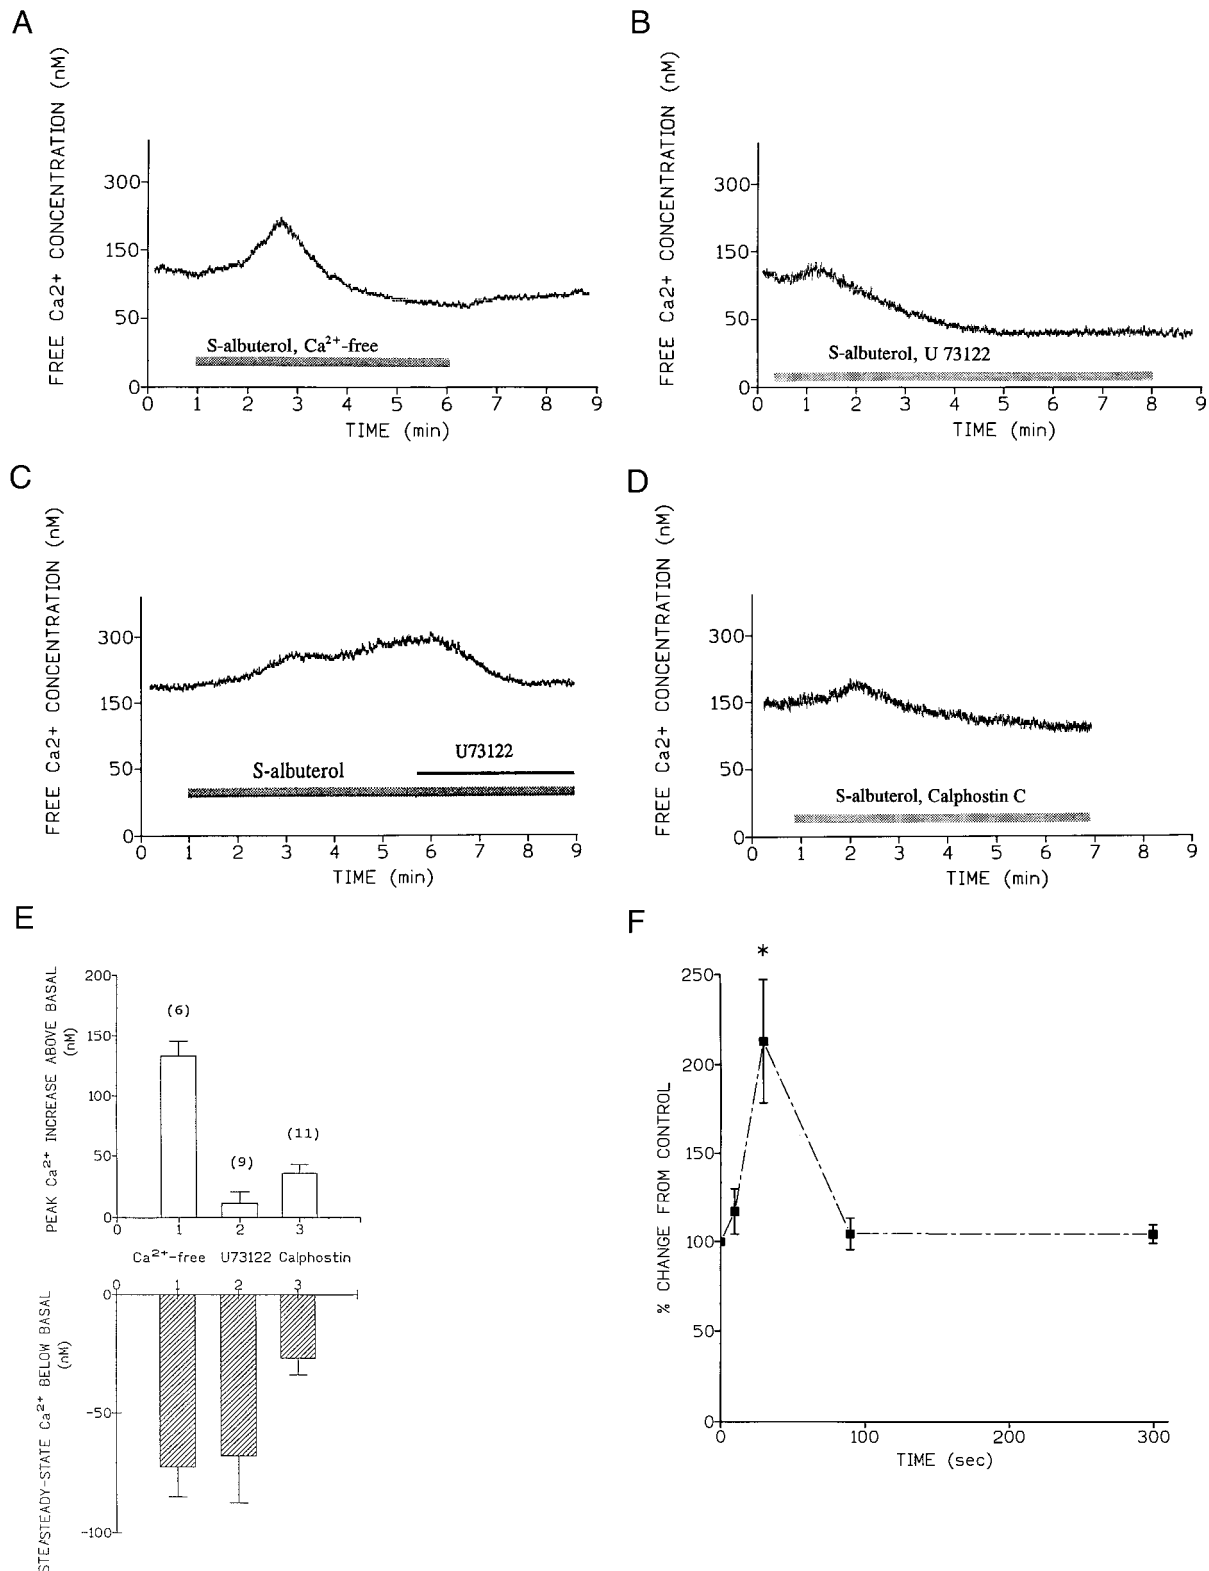 A
FREE Ca2+ CONCENTRATION (nM)
300
150
50
0
S-albuterol, Ca²⁺-free
0 1 2 3 4 5 6 7 8 9
TIME (min)
B
FREE Ca2+ CONCENTRATION (nM)
300
150
50
0
S-albuterol, U 73122
0 1 2 3 4 5 6 7 8 9
TIME (min)
C
FREE Ca2+ CONCENTRATION (nM)
300
150
50
0
U73122
S-albuterol
0 1 2 3 4 5 6 7 8 9
TIME (min)
D
FREE Ca2+ CONCENTRATION (nM)
300
150
50
0
S-albuterol, Calphostin C
0 1 2 3 4 5 6 7 8 9
TIME (min)
E
PEAK Ca²⁺ INCREASE ABOVE BASAL
(nM)
200
150
100
50
0
(6)
(9)
(11)
0 1 2 3
Ca²⁺-free U73122 Calphostin
0 1 2 3
STE/STEADY-STATE Ca²⁺ BELOW BASAL
(nM)
0
-50
-100
F
% CHANGE FROM CONTROL
250
200
150
100
50
0
*
0 100 200 300
TIME (sec)